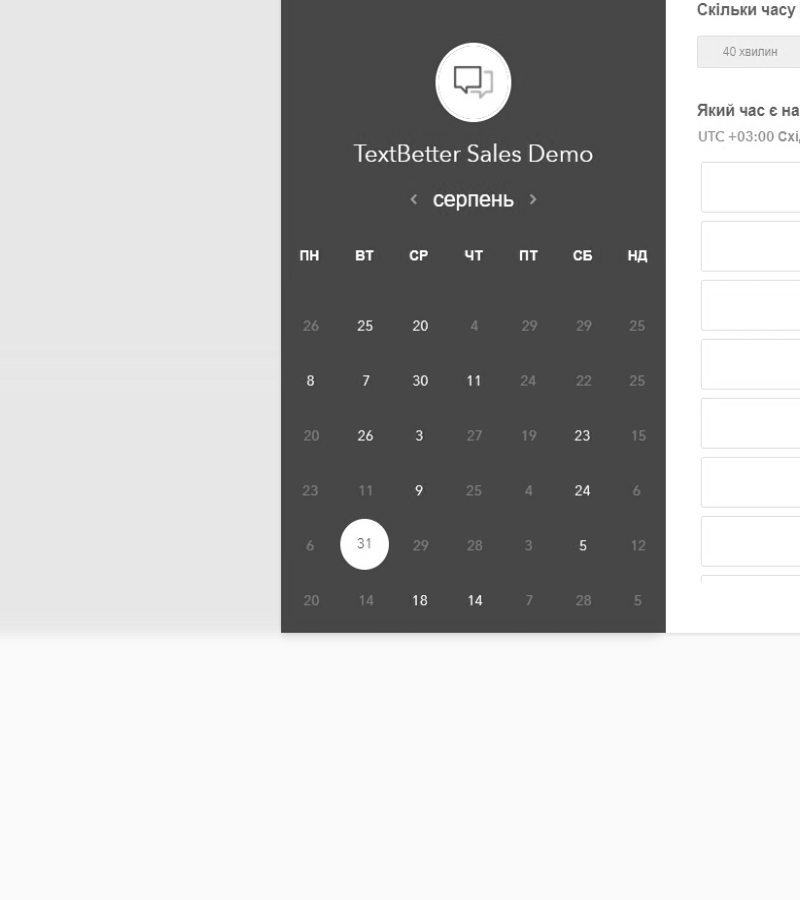 TextBetter Sales Demo
серпень
ПН ВТ СР ЧТ ПТ СБ НД
26 25 20 4 29 29 25
8 7 30 11 24 22 25
20 26 3 27 19 23 15
23 11 9 25 4 24 6
6 31 29 28 3 5 12
20 14 18 14 7 28 5
Скільки часу
40 хвилин
Який час є на
UTC +03:00 Схі